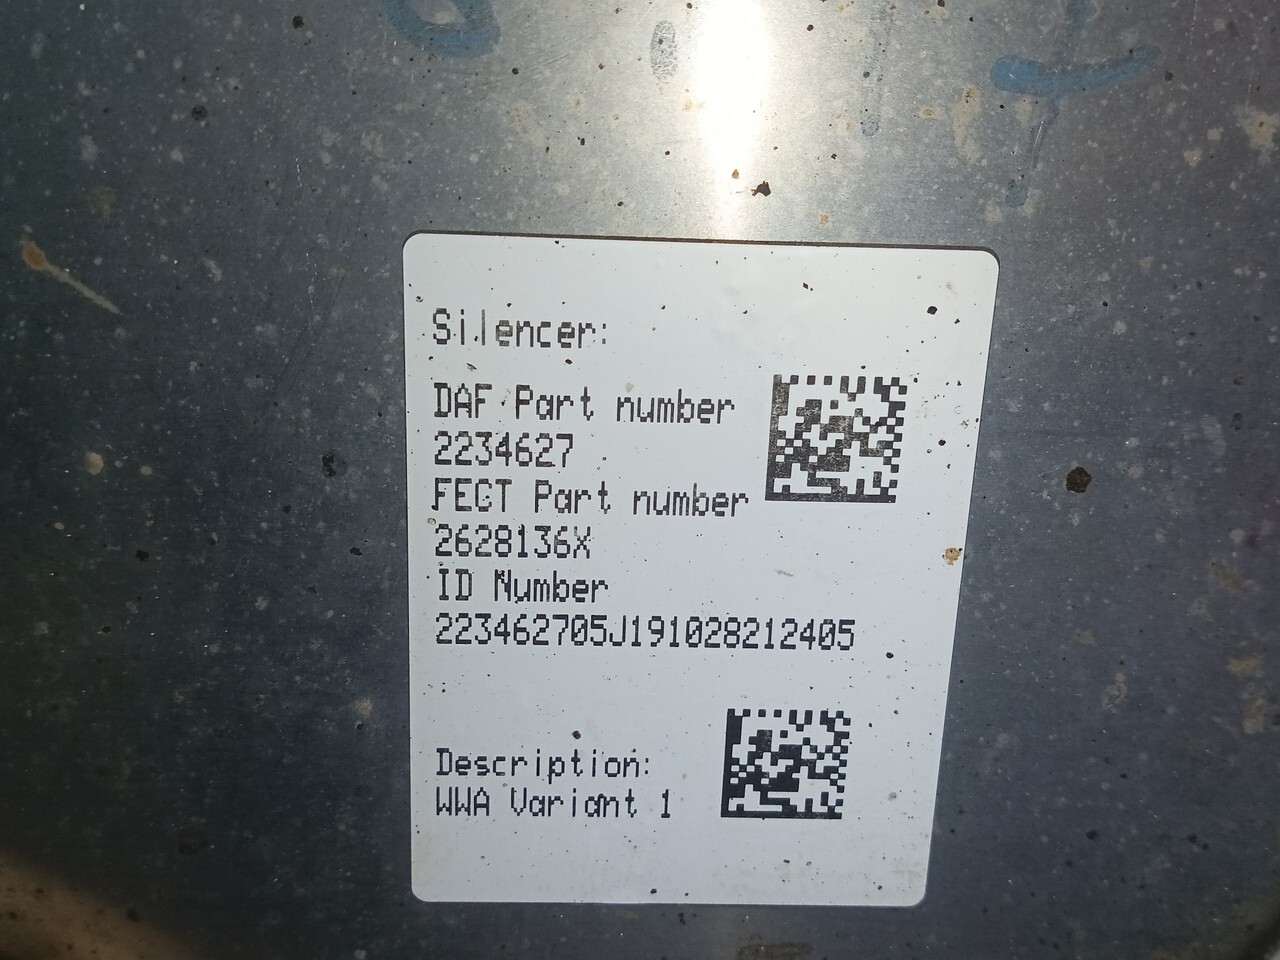 Silencer:
DAF Part number
2234627
FECT Part number
2628136X
ID Number
223462705J191028212405
Description:
WWA Variant 1